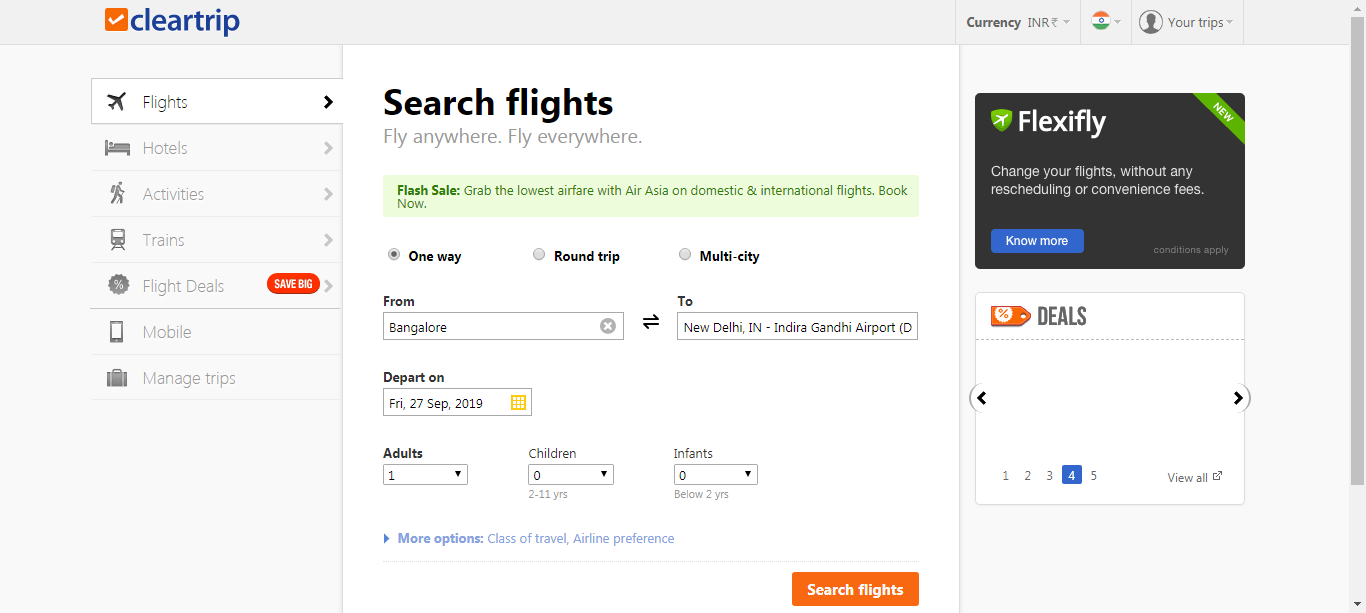 cleartrip
Currency INR ₹
Your trips
Flights
Hotels
Activities
Trains
Flight Deals SAVE BIG
Mobile
Manage trips
Search flights
Fly anywhere. Fly everywhere.
Flash Sale: Grab the lowest airfare with Air Asia on domestic & international flights. Book
Now.
One way Round trip Multi-city
From To
Bangalore New Delhi, IN - Indira Gandhi Airport (D
Depart on
Fri, 27 Sep, 2019
Adults Children Infants
1 0 0
2-11 yrs Below 2 yrs
More options: Class of travel, Airline preference
Search flights
Flexifly
NEW
Change your flights, without any
rescheduling or convenience fees.
Know more
conditions apply
% DEALS
1 2 3 4 5 View all